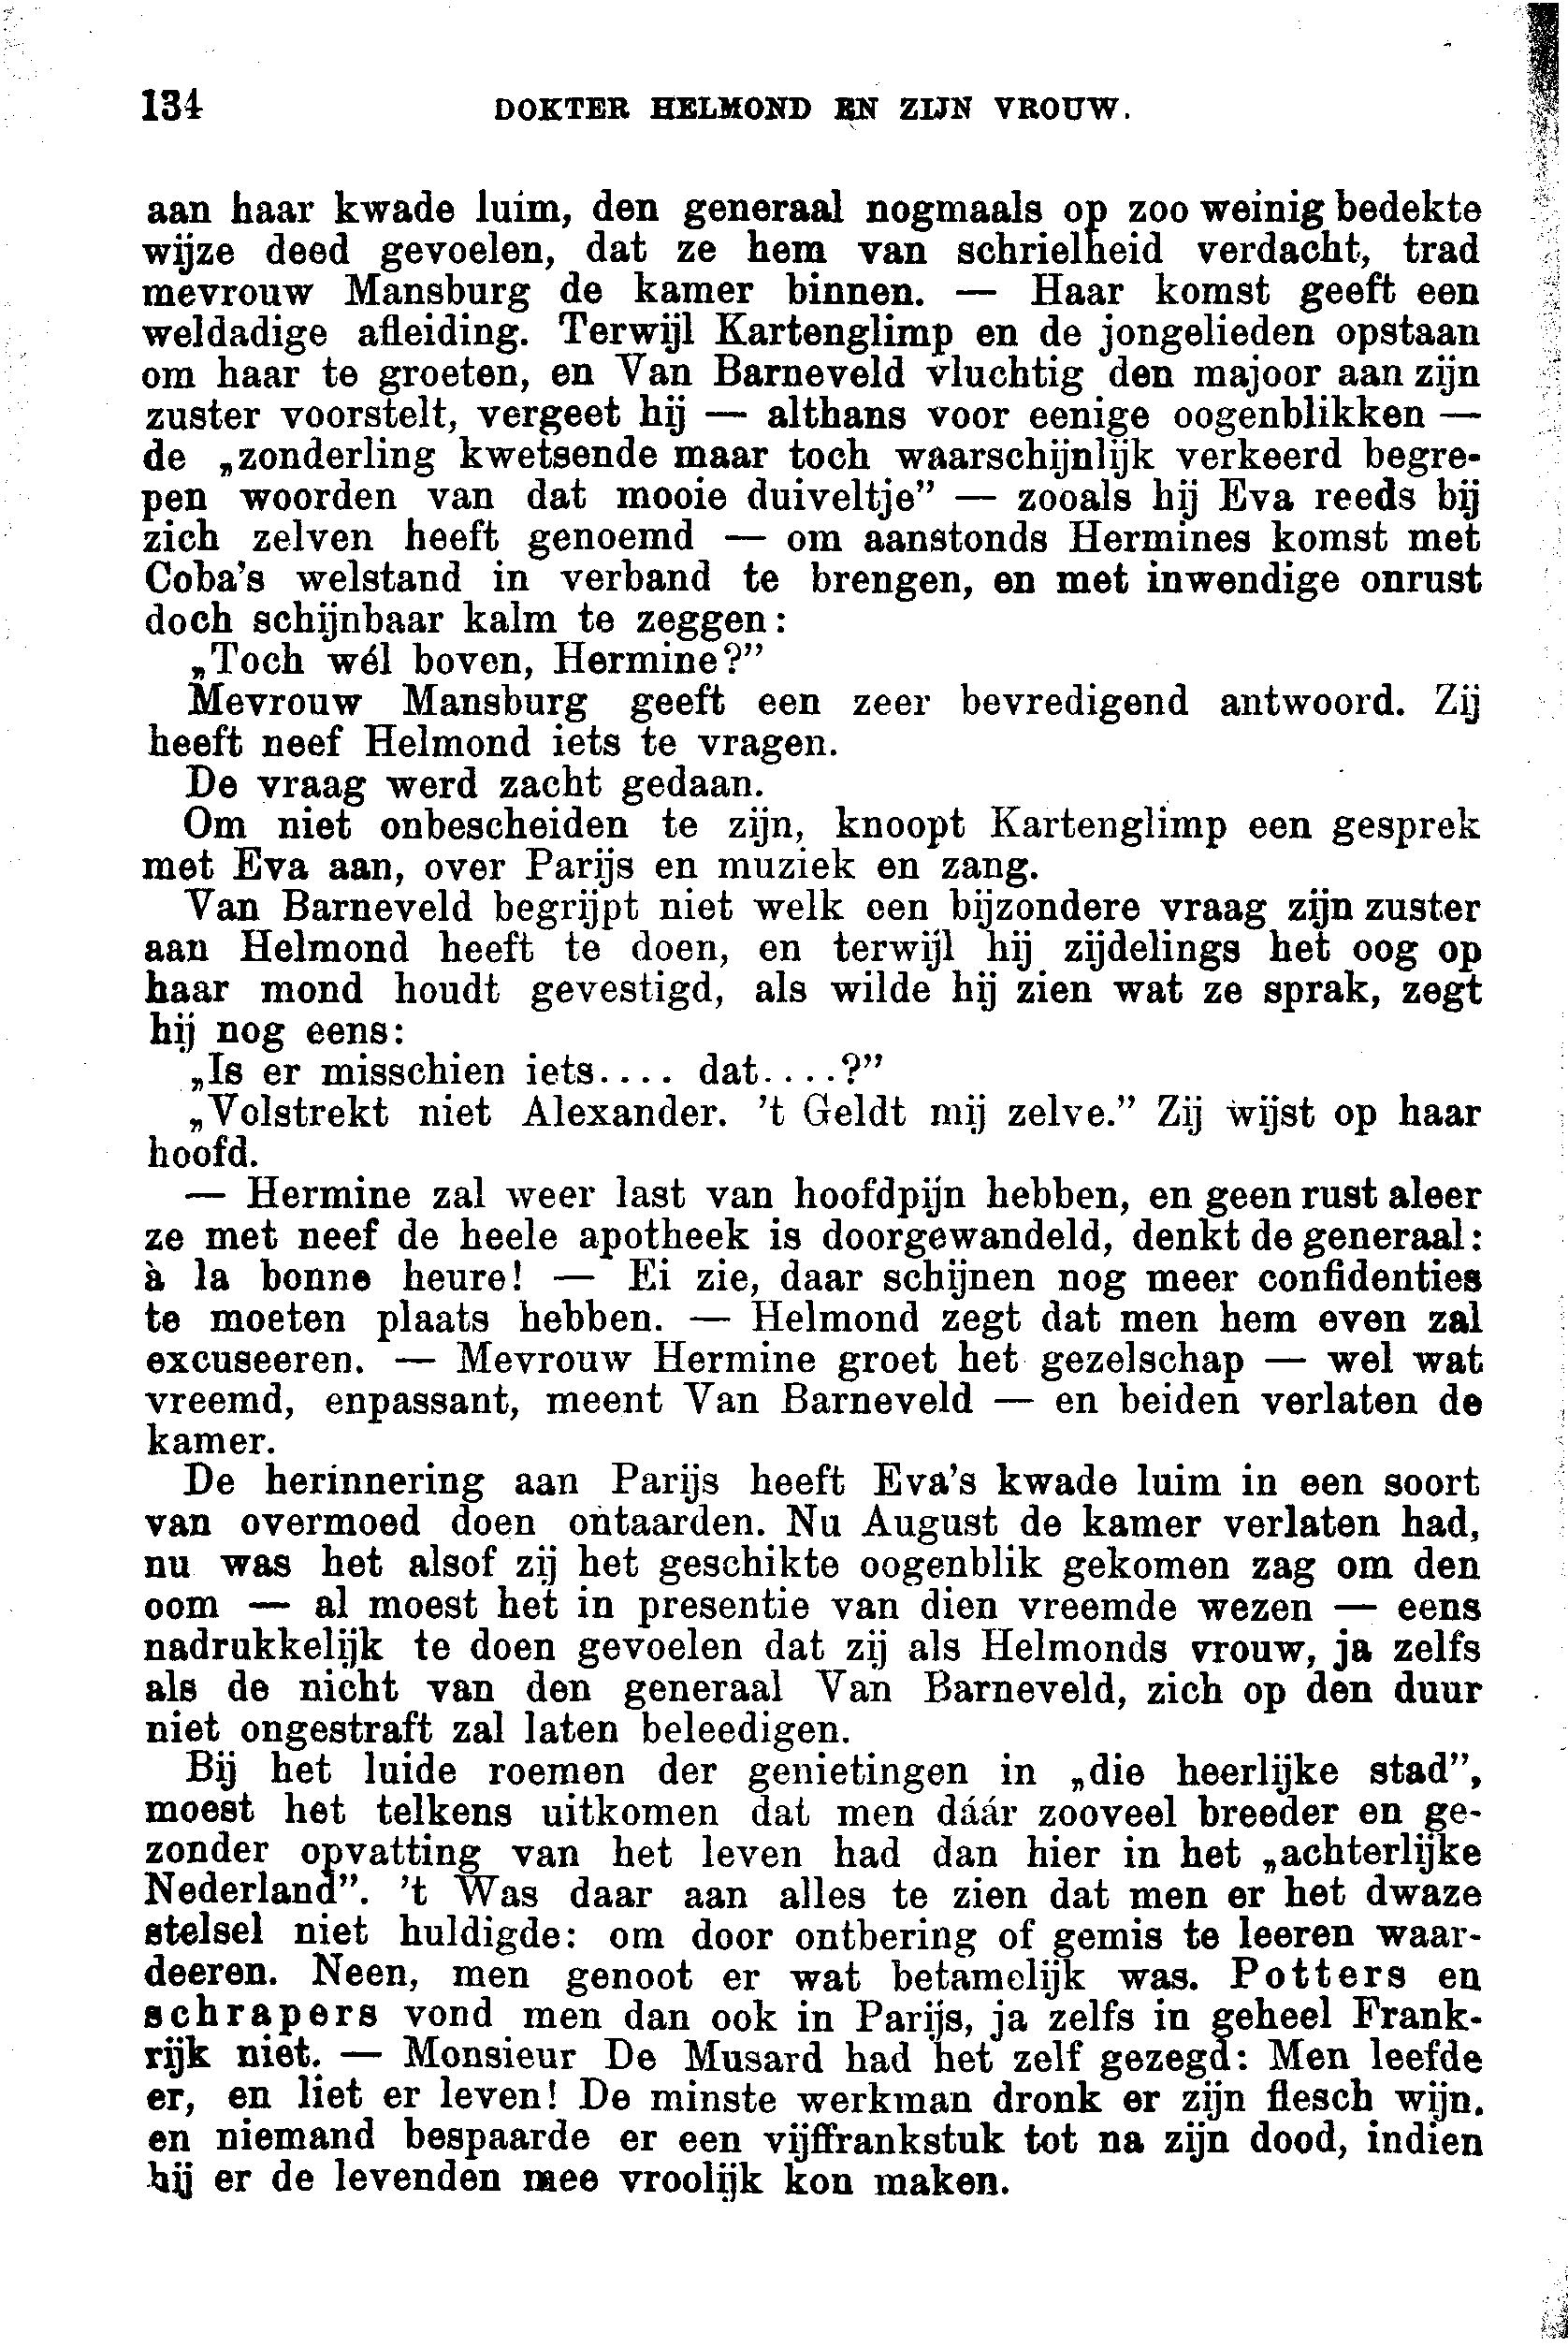 134 DOKTER HELMOND EN ZIJN VROUW.
aan haar kwade luim, den generaal nogmaals op zoo weinig bedekte
wijze deed gevoelen, dat ze hem van schrielheid verdacht, trad
mevrouw Mansburg de kamer binnen. — Haar komst geeft een
weldadige afleiding. Terwijl Kartenglimp en de jongelieden opstaan
om haar te groeten, en Van Barneveld vluchtig den majoor aan zijn
zuster voorstelt, vergeet hij — althans voor eenige oogenblikken —
de „zonderling kwetsende maar toch waarschijnlijk verkeerd begre-
pen woorden van dat mooie duiveltje” — zooals hij Eva reeds bij
zich zelven heeft genoemd — om aanstonds Hermines komst met
Coba's welstand in verband te brengen, en met inwendige onrust
doch schijnbaar kalm te zeggen:
„Toch wél boven, Hermine?”
Mevrouw Mansburg geeft een zeer bevredigend antwoord. Zij
heeft neef Helmond iets te vragen.
De vraag werd zacht gedaan.
Om niet onbescheiden te zijn, knoopt Kartenglimp een gesprek
met Eva aan, over Parijs en muziek en zang.
Van Barneveld begrijpt niet welk een bijzondere vraag zijn zuster
aan Helmond heeft te doen, en terwijl hij zijdelings het oog op
haar mond houdt gevestigd, als wilde hij zien wat ze sprak, zegt
hij nog eens:
„Is er misschien iets.... dat....?”
„Volstrekt niet Alexander. 't Geldt mij zelve.” Zij wijst op haar
hoofd.
— Hermine zal weer last van hoofdpijn hebben, en geen rust aleer
ze met neef de heele apotheek is doorgewandeld, denkt de generaal:
à la bonne heure! — Ei zie, daar schijnen nog meer confidenties
te moeten plaats hebben. — Helmond zegt dat men hem even zal
excuseeren. — Mevrouw Hermine groet het gezelschap — wel wat
vreemd, enpassant, meent Van Barneveld — en beiden verlaten de
kamer.
De herinnering aan Parijs heeft Eva's kwade luim in een soort
van overmoed doen ontaarden. Nu August de kamer verlaten had,
nu was het alsof zij het geschikte oogenblik gekomen zag om den
oom — al moest het in presentie van dien vreemde wezen — eens
nadrukkelijk te doen gevoelen dat zij als Helmonds vrouw, ja zelfs
als de nicht van den generaal Van Barneveld, zich op den duur
niet ongestraft zal laten beleedigen.
Bij het luide roemen der genietingen in „die heerlijke stad”,
moest het telkens uitkomen dat men dáár zooveel breeder en ge-
zonder opvatting van het leven had dan hier in het „achterlijke
Nederland”. 't Was daar aan alles te zien dat men er het dwaze
stelsel niet huldigde: om door ontbering of gemis te leeren waar-
deeren. Neen, men genoot er wat betamelijk was. Potters en
schrapers vond men dan ook in Parijs, ja zelfs in geheel Frank-
rijk niet. — Monsieur De Musard had het zelf gezegd: Men leefde
er, en liet er leven! De minste werkman dronk er zijn flesch wijn.
en niemand bespaarde er een vijffrankstuk tot na zijn dood, indien
hij er de levenden mee vroolijk kon maken.